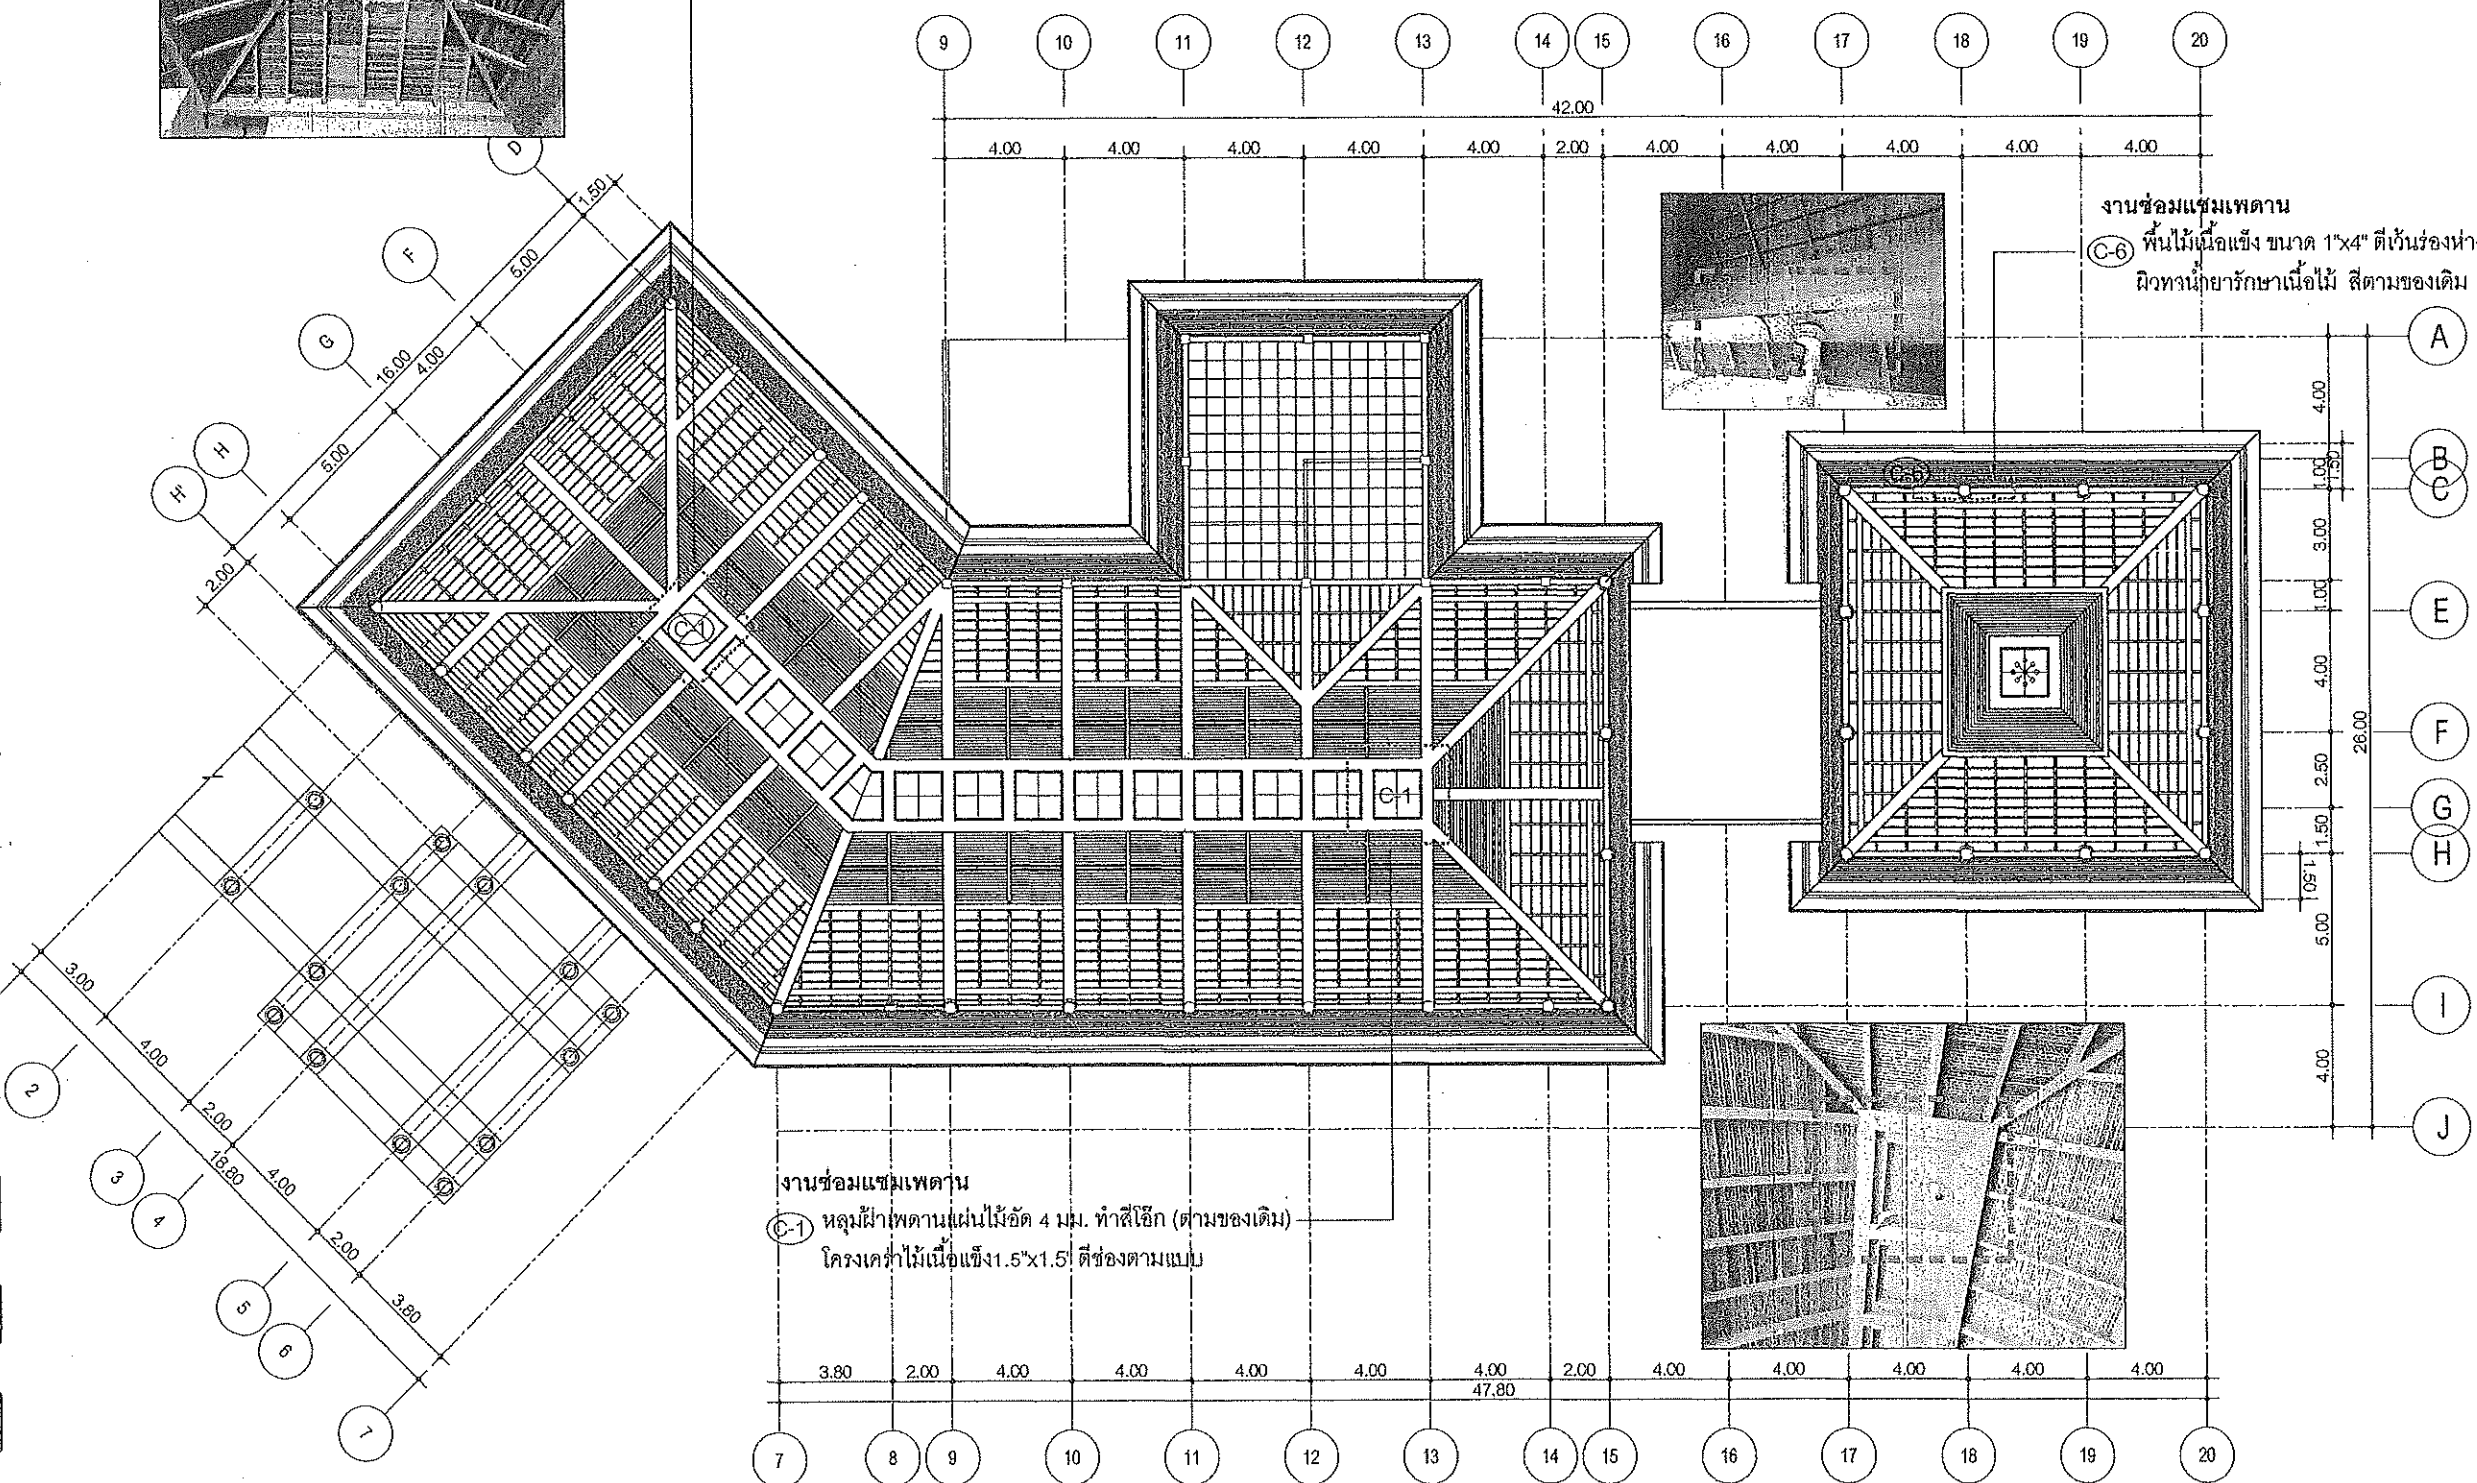 9 10 11 12 13 14 15 16 17 18 19 20
42.00
4.00 4.00 4.00 4.00 4.00 2.00 4.00 4.00 4.00 4.00 4.00
D
F
G
H
H'
1.50
5.00
16.00
4.00
5.00
2.00
งานซ่อมแซมเพดาน
C-6 พื้นไม้เนื้อแข็ง ขนาด 1"x4" ตีเว้นร่องห่าง
ผิวทาน้ำยารักษาเนื้อไม้ สีตามของเดิม
A
B
C
E
F
G
H
I
J
4.00
1.00
1.50
3.00
1.00
4.00
2.50
1.50
1.50
5.00
4.00
26.00
C-6
C-1
C-1
3.00
4.00
2.00
18.80
4.00
2.00
3.80
2
3
4
5
6
7
งานซ่อมแซมเพดาน
C-1 หลุมฝ้าเพดานแผ่นไม้อัด 4 มม. ทำสีโอ๊ก (ตามของเดิม)
โครงเคร่าไม้เนื้อแข็ง1.5"x1.5" ตีช่องตามแบบ
3.80 2.00 4.00 4.00 4.00 4.00 4.00 2.00 4.00 4.00 4.00 4.00 4.00
47.80
7 8 9 10 11 12 13 14 15 16 17 18 19 20